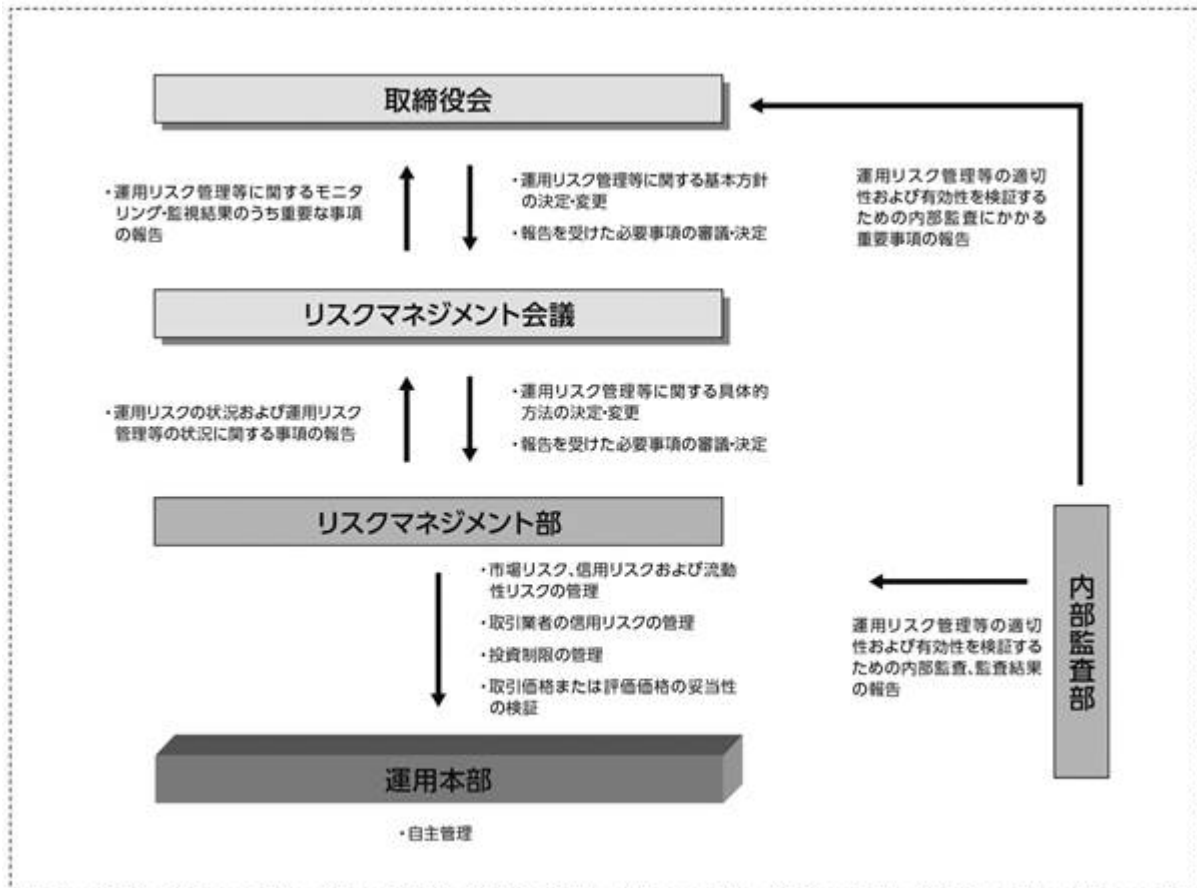 取締役会
・運用リスク管理等に関するモニタ
リング・監視結果のうち重要な事項
の報告
・運用リスク管理等に関する基本方針
の決定・変更
・報告を受けた必要事項の審議・決定
運用リスク管理等の適切
性および有効性を検証す
るための内部監査にかかる
重要事項の報告
リスクマネジメント会議
・運用リスクの状況および運用リスク
管理等の状況に関する事項の報告
・運用リスク管理等に関する具体的
方法の決定・変更
・報告を受けた必要事項の審議・決定
リスクマネジメント部
・市場リスク、信用リスクおよび流動
性リスクの管理
・取引業者の信用リスクの管理
・投資制限の管理
・取引価格または評価価格の妥当性
の検証
運用リスク管理等の適切
性および有効性を検証する
ための内部監査、監査結果
の報告
内部監査部
運用本部
・自主管理